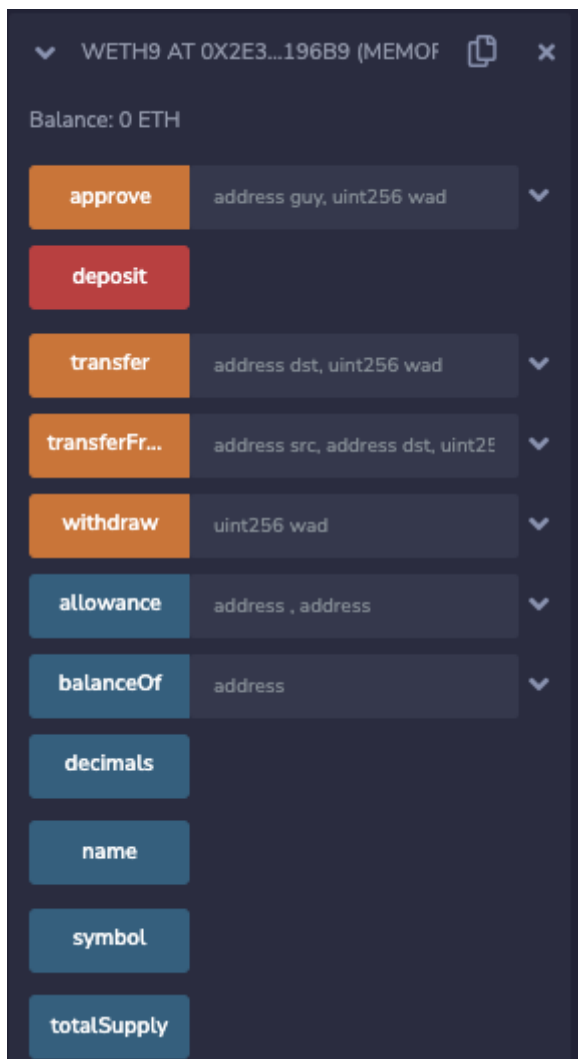 WETH9 AT 0X2E3...196B9 (MEMOF
Balance: 0 ETH
approve address guy, uint256 wad
deposit
transfer address dst, uint256 wad
transferFr... address src, address dst, uint25
withdraw uint256 wad
allowance address , address
balanceOf address
decimals
name
symbol
totalSupply